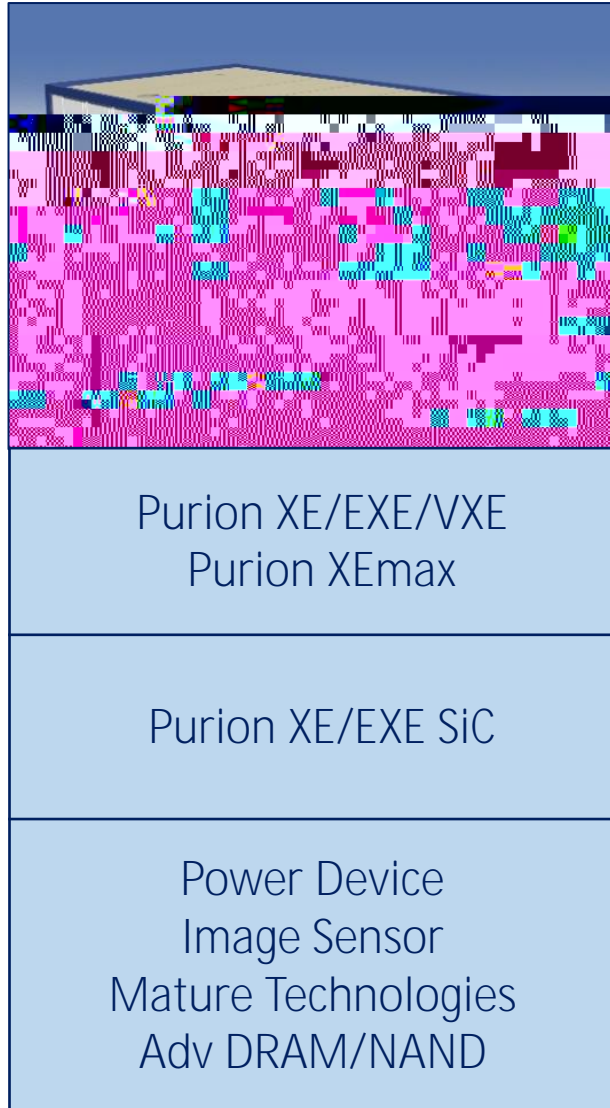 Purion XE/EXE/VXE
Purion XEmax
Purion XE/EXE SiC
Power Device
Image Sensor
Mature Technologies
Adv DRAM/NAND